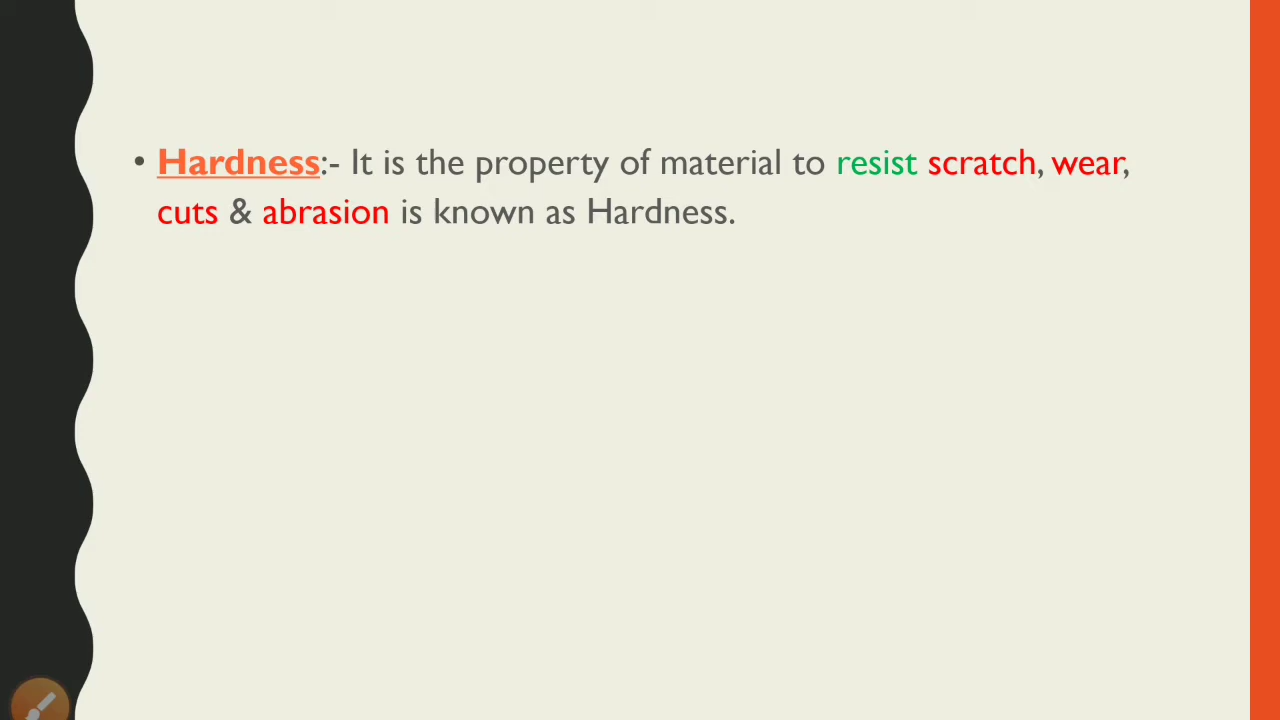 • Hardness:- It is the property of material to resist scratch, wear,
cuts & abrasion is known as Hardness.